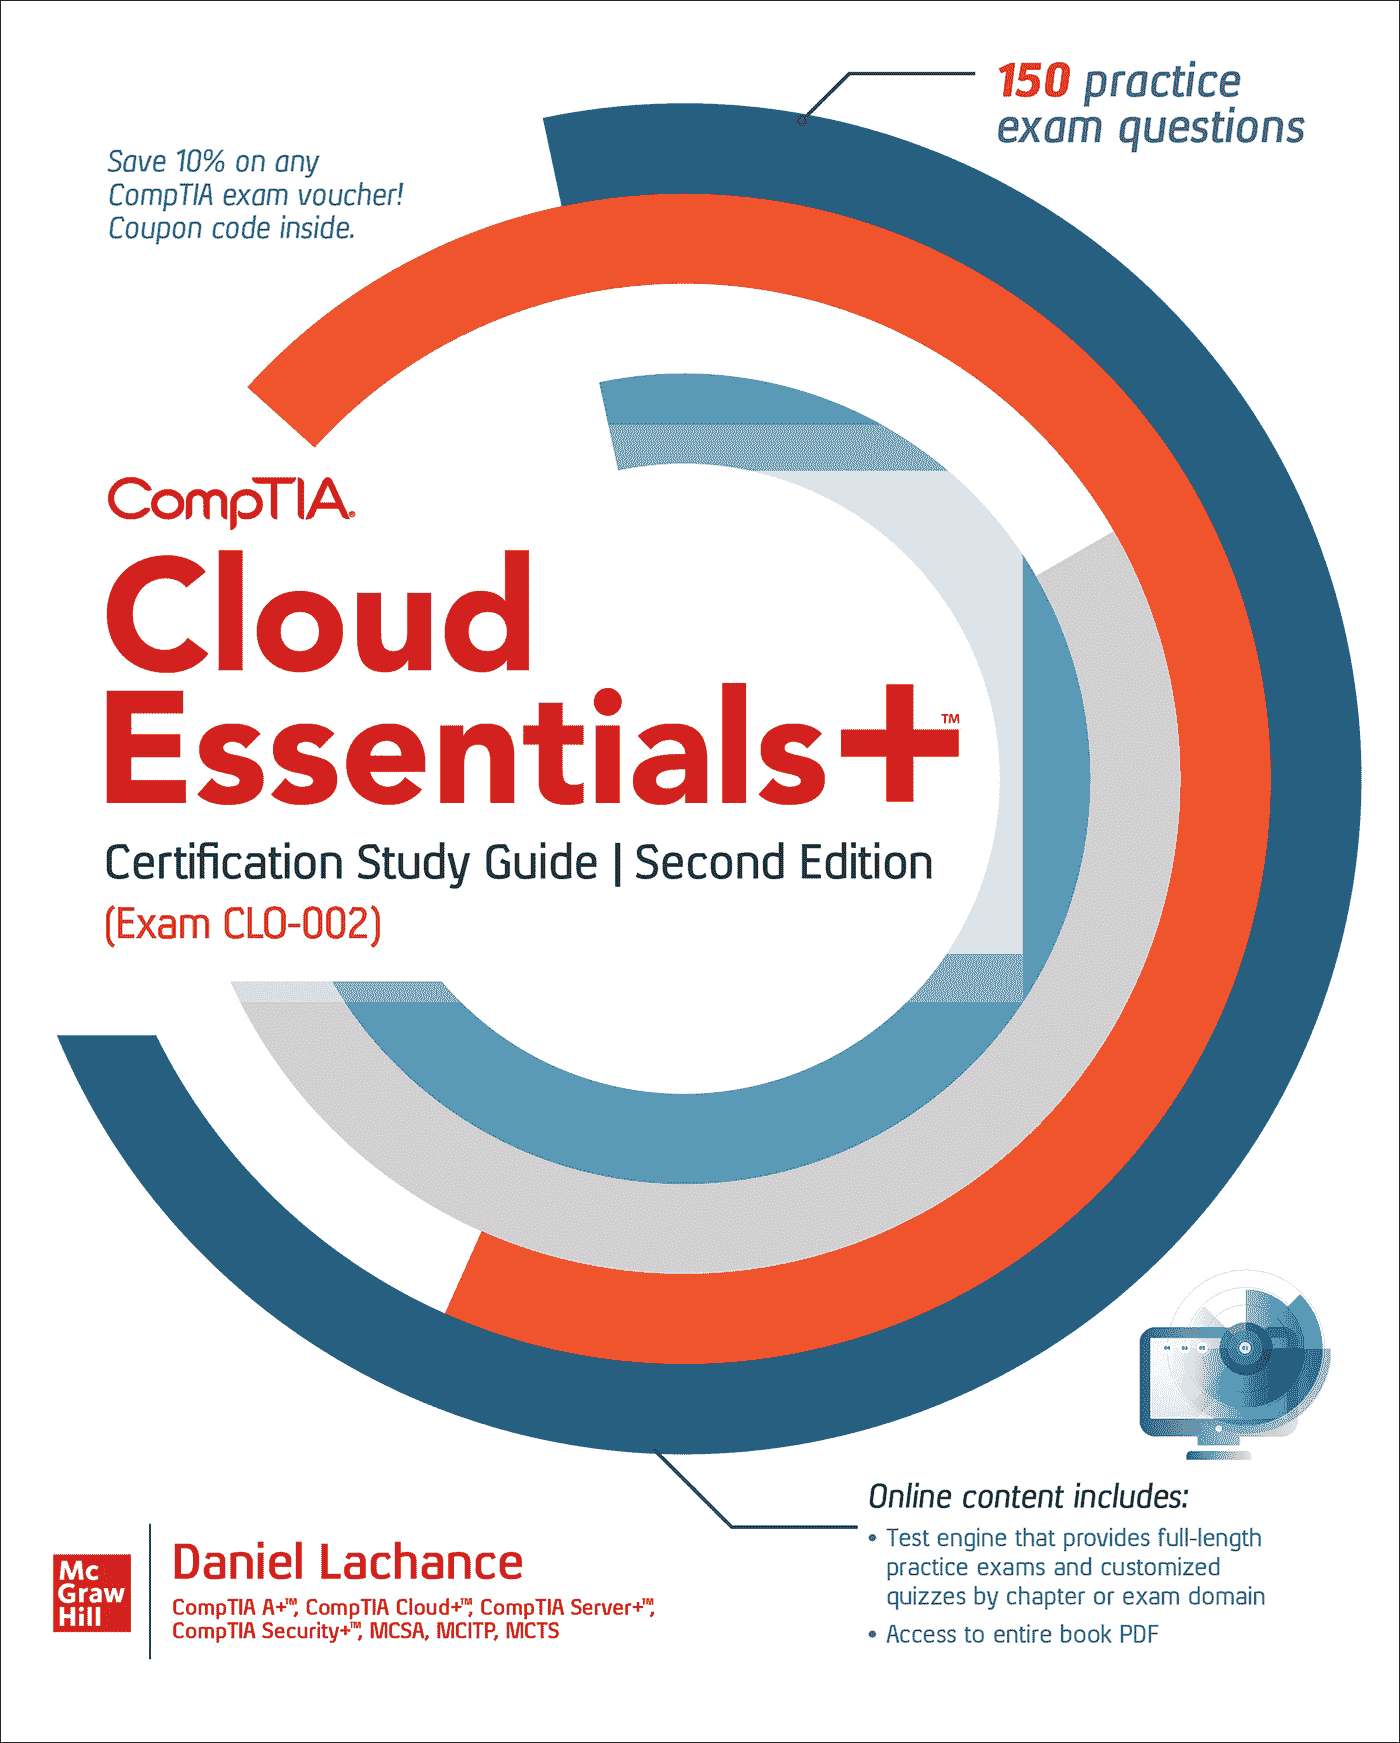 150 practice
exam questions
Save 10% on any
CompTIA exam voucher!
Coupon code inside.
CompTIA®
Cloud
Essentials+™
Certification Study Guide | Second Edition
(Exam CLO-002)
Online content includes:
• Test engine that provides full-length
practice exams and customized
quizzes by chapter or exam domain
• Access to entire book PDF
Mc
Graw
Hill
Daniel Lachance
CompTIA A+™, CompTIA Cloud+™, CompTIA Server+™,
CompTIA Security+™, MCSA, MCITP, MCTS